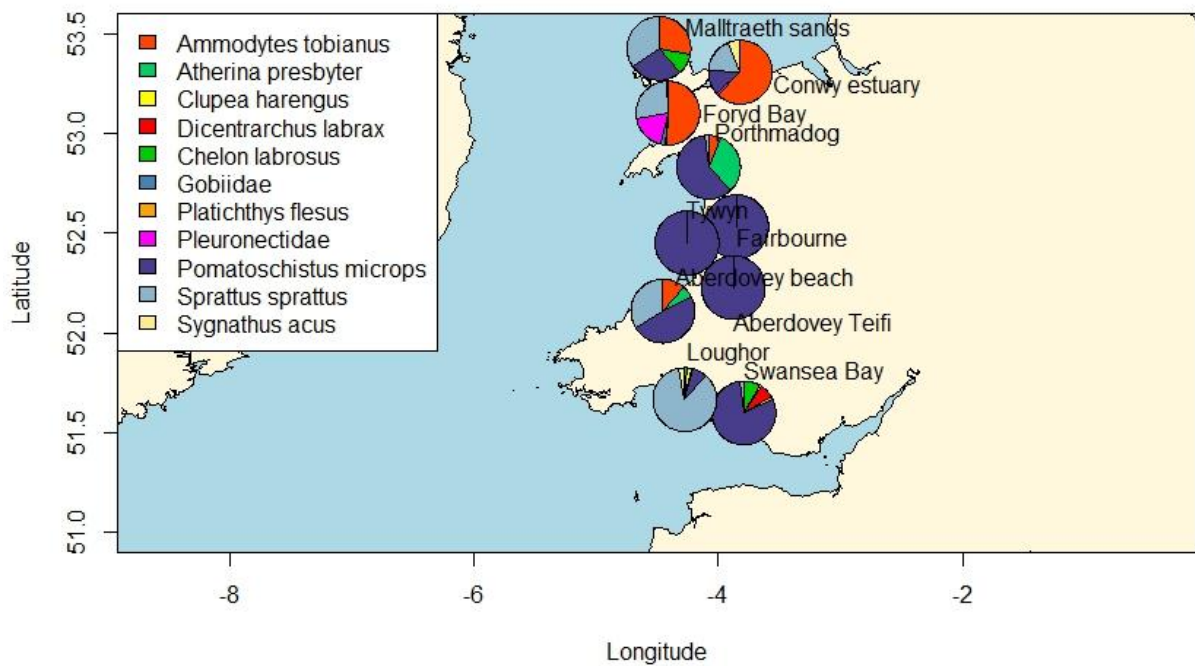 Ammodytes tobianus
Atherina presbyter
Clupea harengus
Dicentrarchus labrax
Chelon labrosus
Gobiidae
Platichthys flesus
Pleuronectidae
Pomatoschistus microps
Sprattus sprattus
Sygnathus acus
Malltraeth sands
Conwy estuary
Foryd Bay
Porthmadog
Tywyn
Fairbourne
Aberdovey beach
Aberdovey Teifi
Loughor
Swansea Bay
Latitude
53.5
53.0
52.5
52.0
51.5
51.0
-8
-6
-4
-2
Longitude